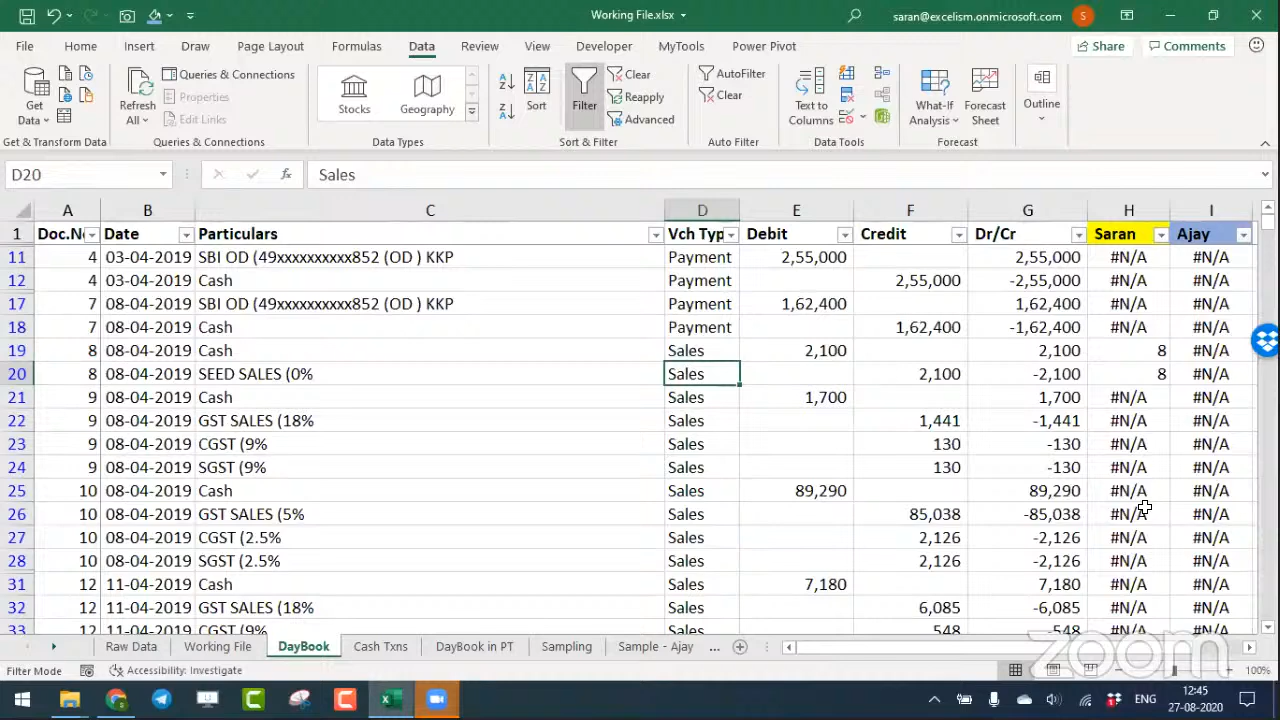 Working File.xlsx
saran@excelism.onmicrosoft.com S
File Home Insert Draw Page Layout Formulas Data Review View Developer MyTools Power Pivot Share Comments
Get Data
Refresh All
Queries & Connections
Properties
Edit Links
Stocks
Geography
Sort
Filter
Clear
Reapply
Advanced
AutoFilter
Clear
Text to Columns
What-If Analysis
Forecast Sheet
Outline
Get & Transform Data Queries & Connections Data Types Sort & Filter Auto Filter Data Tools Forecast
D20 fx Sales
A B C D E F G H I
1 Doc.No Date Particulars Vch Typ Debit Credit Dr/Cr Saran Ajay
11 4 03-04-2019 SBI OD (49xxxxxxxxxx852 (OD ) KKP Payment 2,55,000 2,55,000 #N/A #N/A
12 4 03-04-2019 Cash Payment 2,55,000 -2,55,000 #N/A #N/A
17 7 08-04-2019 SBI OD (49xxxxxxxxxx852 (OD ) KKP Payment 1,62,400 1,62,400 #N/A #N/A
18 7 08-04-2019 Cash Payment 1,62,400 -1,62,400 #N/A #N/A
19 8 08-04-2019 Cash Sales 2,100 2,100 8 #N/A
20 8 08-04-2019 SEED SALES (0% Sales 2,100 -2,100 8 #N/A
21 9 08-04-2019 Cash Sales 1,700 1,700 #N/A #N/A
22 9 08-04-2019 GST SALES (18% Sales 1,441 -1,441 #N/A #N/A
23 9 08-04-2019 CGST (9% Sales 130 -130 #N/A #N/A
24 9 08-04-2019 SGST (9% Sales 130 -130 #N/A #N/A
25 10 08-04-2019 Cash Sales 89,290 89,290 #N/A #N/A
26 10 08-04-2019 GST SALES (5% Sales 85,038 -85,038 #N/A #N/A
27 10 08-04-2019 CGST (2.5% Sales 2,126 -2,126 #N/A #N/A
28 10 08-04-2019 SGST (2.5% Sales 2,126 -2,126 #N/A #N/A
31 12 11-04-2019 Cash Sales 7,180 7,180 #N/A #N/A
32 12 11-04-2019 GST SALES (18% Sales 6,085 -6,085 #N/A #N/A
33 12 11-04-2019 CGST (9% Sales 548 -548 #N/A #N/A
Raw Data Working File DayBook Cash Txns DayBook in PT Sampling Sample - Ajay ...
zoom
Filter Mode Accessibility: Investigate 100%
ENG 12:45
27-08-2020